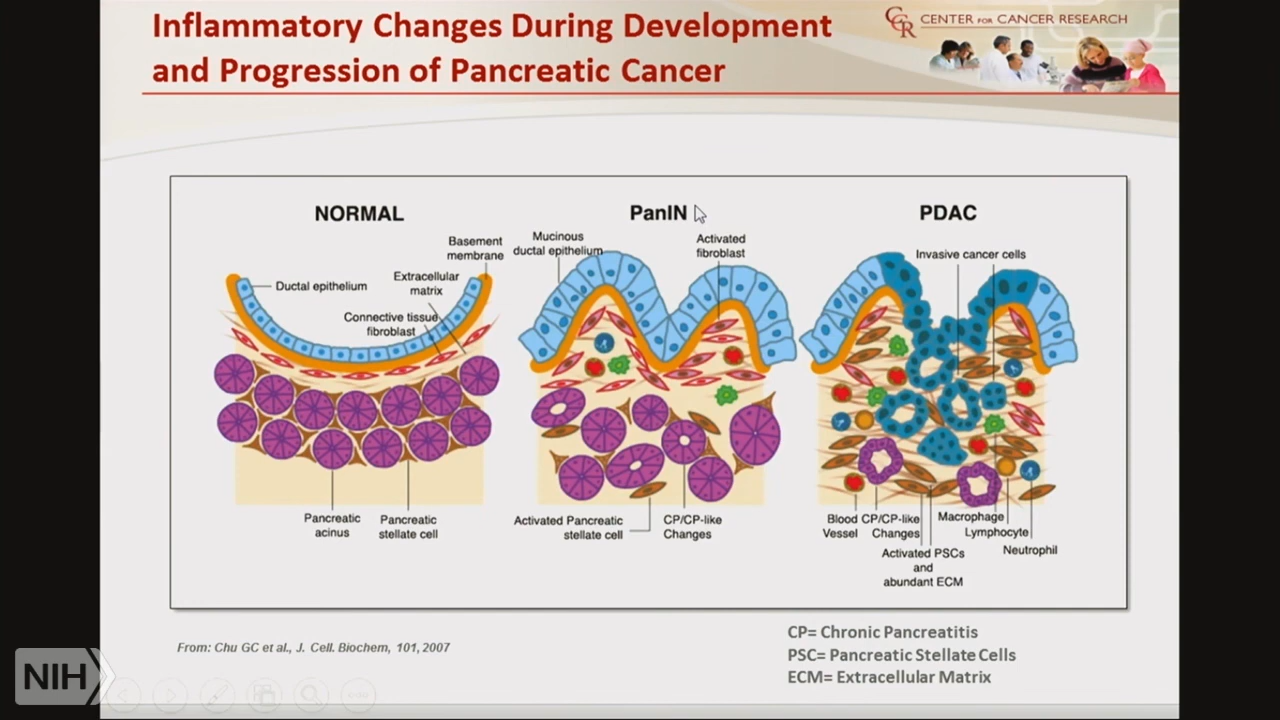 Inflammatory Changes During Development
and Progression of Pancreatic Cancer
CCR CENTER FOR CANCER RESEARCH
NORMAL
PanIN
PDAC
Basement
membrane
Extracellular
matrix
Ductal epithelium
Connective tissue
fibroblast
Mucinous
ductal epithelium
Activated
fibroblast
Invasive cancer cells
Pancreatic
acinus
Pancreatic
stellate cell
Activated Pancreatic
stellate cell
CP/CP-like
Changes
Blood
Vessel
CP/CP-like
Changes
Macrophage
Lymphocyte
Neutrophil
Activated PSCs
and
abundant ECM
From: Chu GC et al., J. Cell. Biochem, 101, 2007
CP= Chronic Pancreatitis
PSC= Pancreatic Stellate Cells
ECM= Extracellular Matrix
NIH